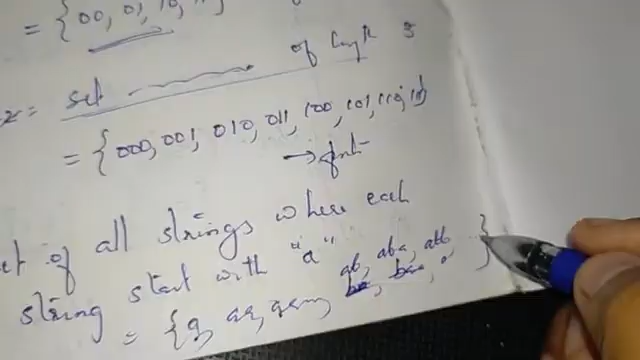 = {00, 01, 10, 11}
= set of length 3
= {000, 001, 010, 011, 100, 101, 110, 111}
→
of all strings where each
string start with "a"
= {a, aa, aaa, ab, aba, abb, }